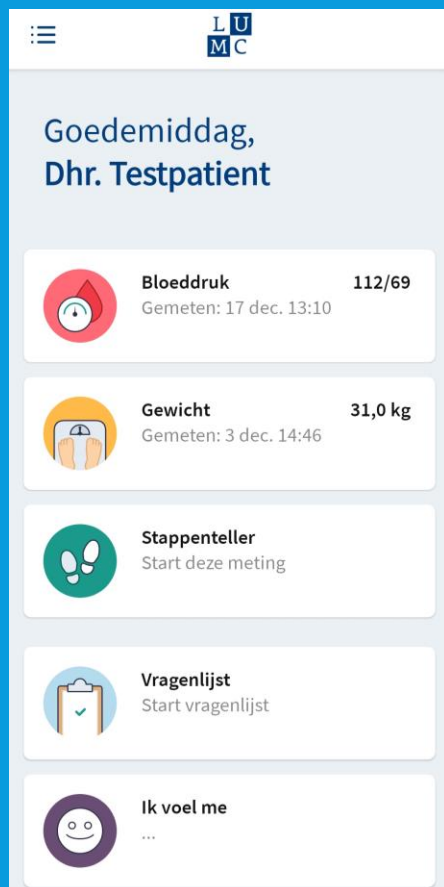 L U
M C
Goedemiddag,
Dhr. Testpatient
Bloeddruk 112/69
Gemeten: 17 dec. 13:10
Gewicht 31,0 kg
Gemeten: 3 dec. 14:46
Stappenteller
Start deze meting
Vragenlijst
Start vragenlijst
Ik voel me
...